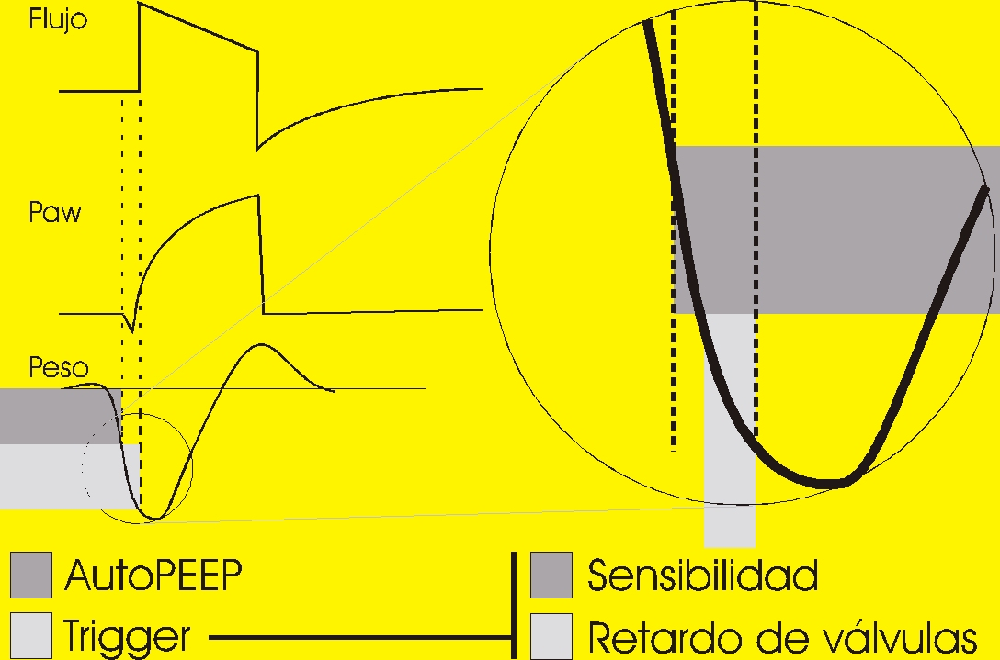 Flujo
Paw
Peso
AutoPEEP
Trigger
Sensibilidad
Retardo de válvulas